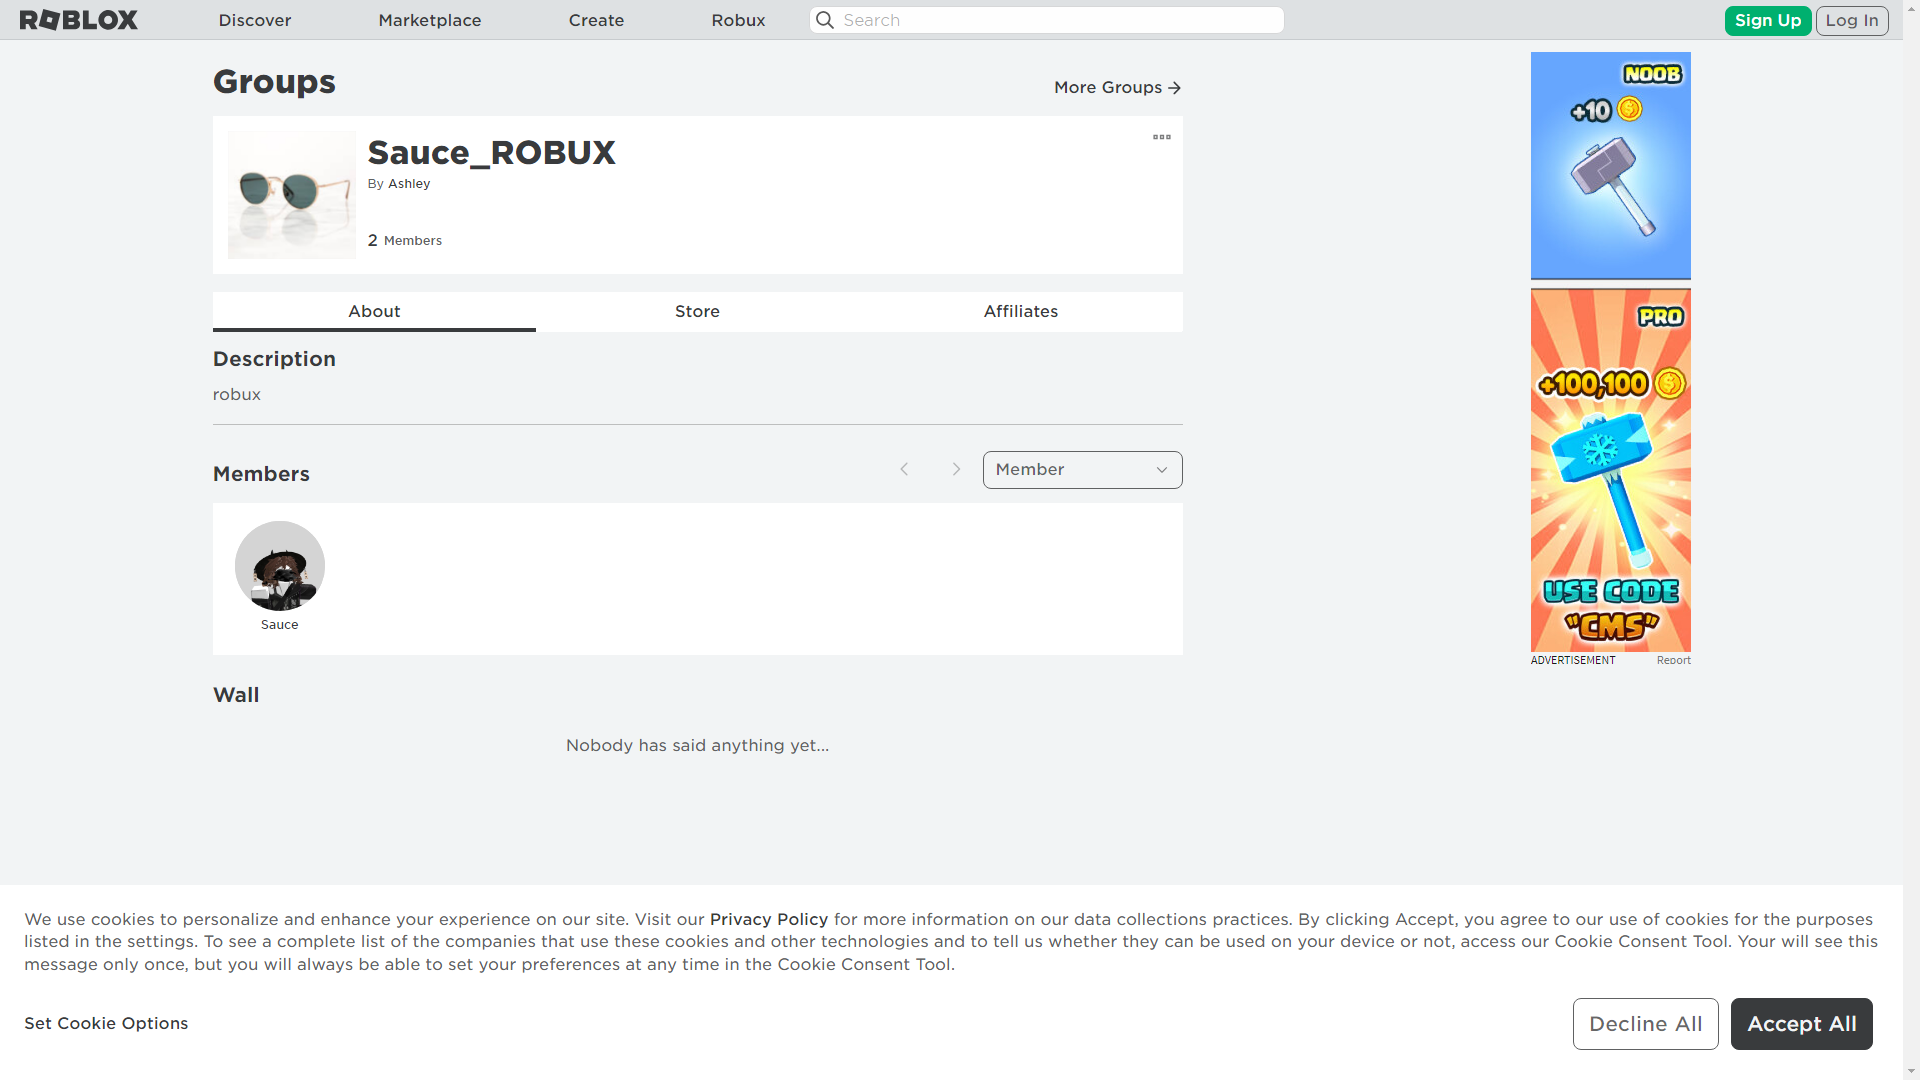 ROBLOX
Discover
Marketplace
Create
Robux
Search
Sign Up
Log In
Groups
More Groups
Sauce_ROBUX
By Ashley
2 Members
About
Store
Affiliates
Description
robux
Members
Member
Sauce
Wall
Nobody has said anything yet...
NOOB
+10
PRO
+100,100
USE CODE
"CMS"
ADVERTISEMENT
Report
We use cookies to personalize and enhance your experience on our site. Visit our Privacy Policy for more information on our data collections practices. By clicking Accept, you agree to our use of cookies for the purposes
listed in the settings. To see a complete list of the companies that use these cookies and other technologies and to tell us whether they can be used on your device or not, access our Cookie Consent Tool. Your will see this
message only once, but you will always be able to set your preferences at any time in the Cookie Consent Tool.
Set Cookie Options
Decline All
Accept All